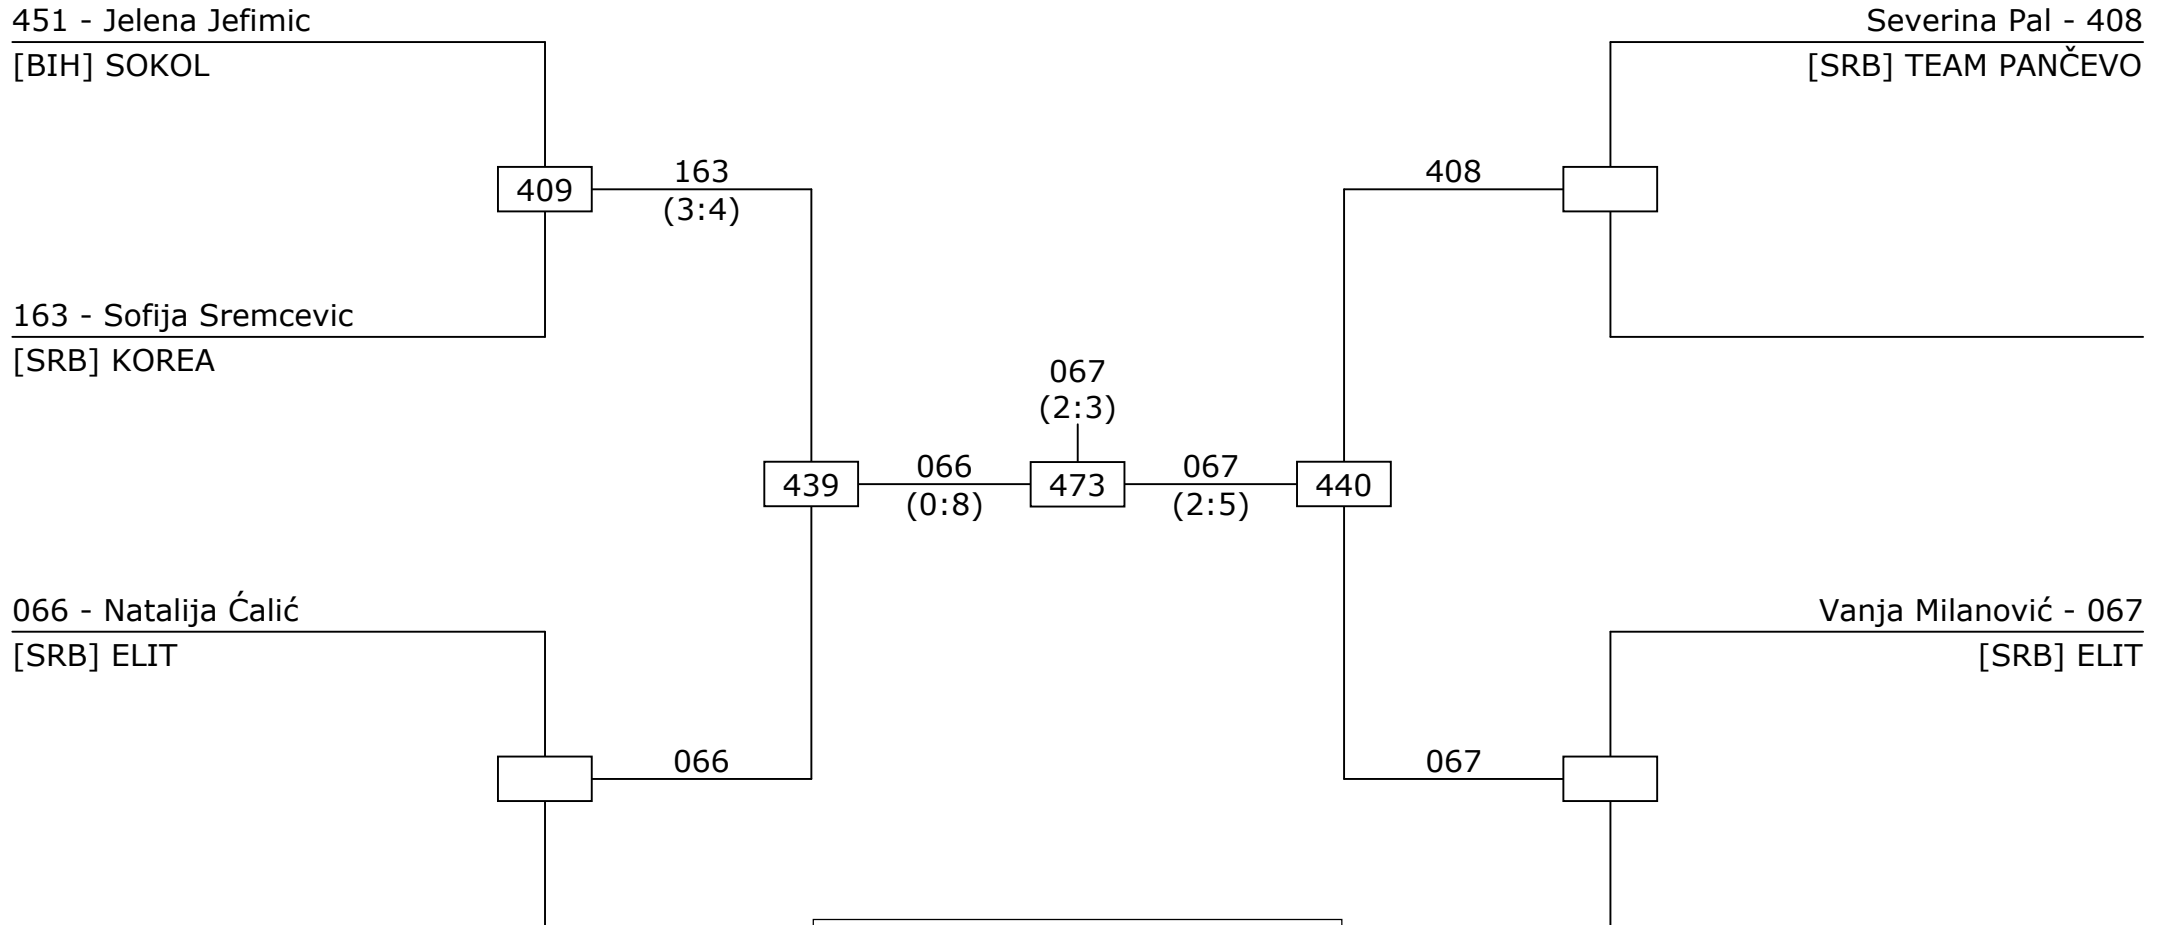 451 - Jelena Jefimic
[BIH] SOKOL
Severina Pal - 408
[SRB] TEAM PANČEVO
409
163
(3:4)
408
163 - Sofija Sremcevic
[SRB] KOREA
067
(2:3)
439
066
(0:8)
473
067
(2:5)
440
066 - Natalija Ćalić
[SRB] ELIT
Vanja Milanović - 067
[SRB] ELIT
066
067